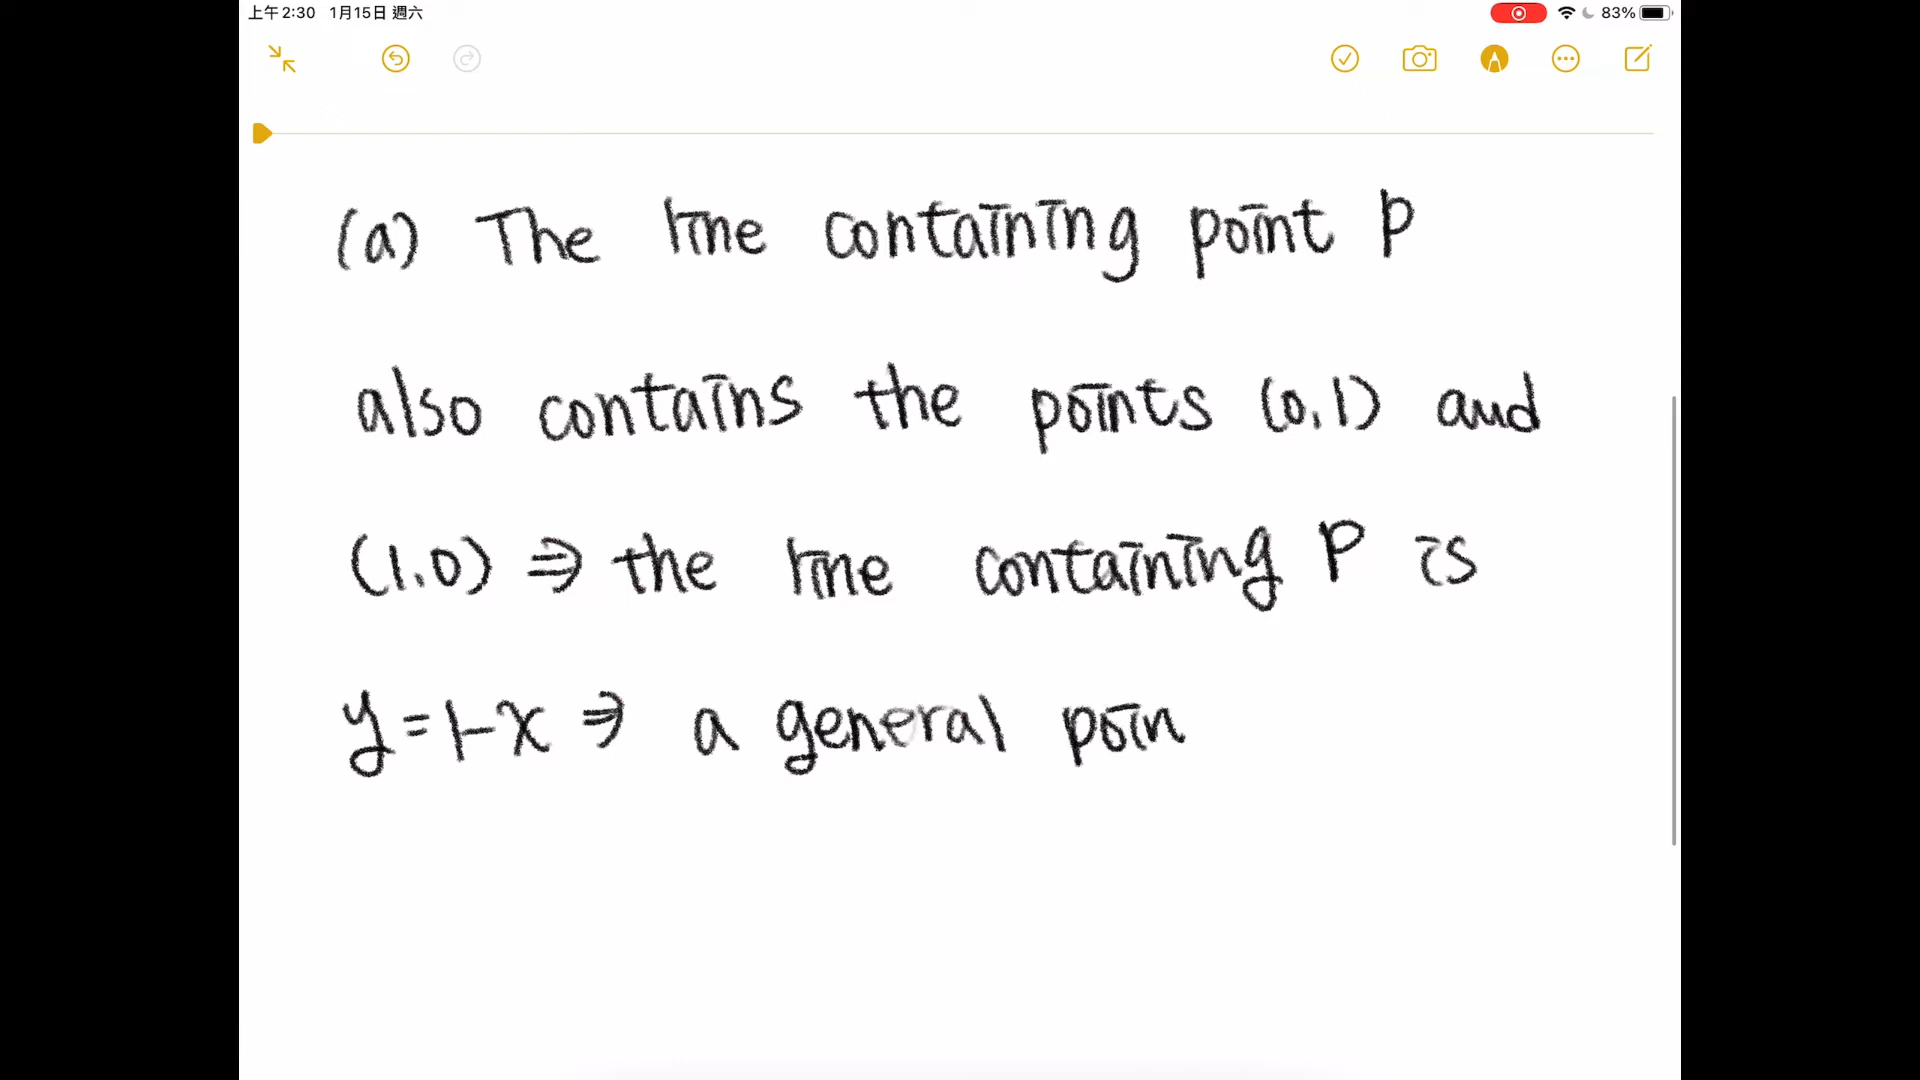 上午2:30 1月15日 週六 83%
(a) The line containing point P
also contains the points (0,1) and
(1,0) ⇒ the line containing P is
y=1-x ⇒ a general poin